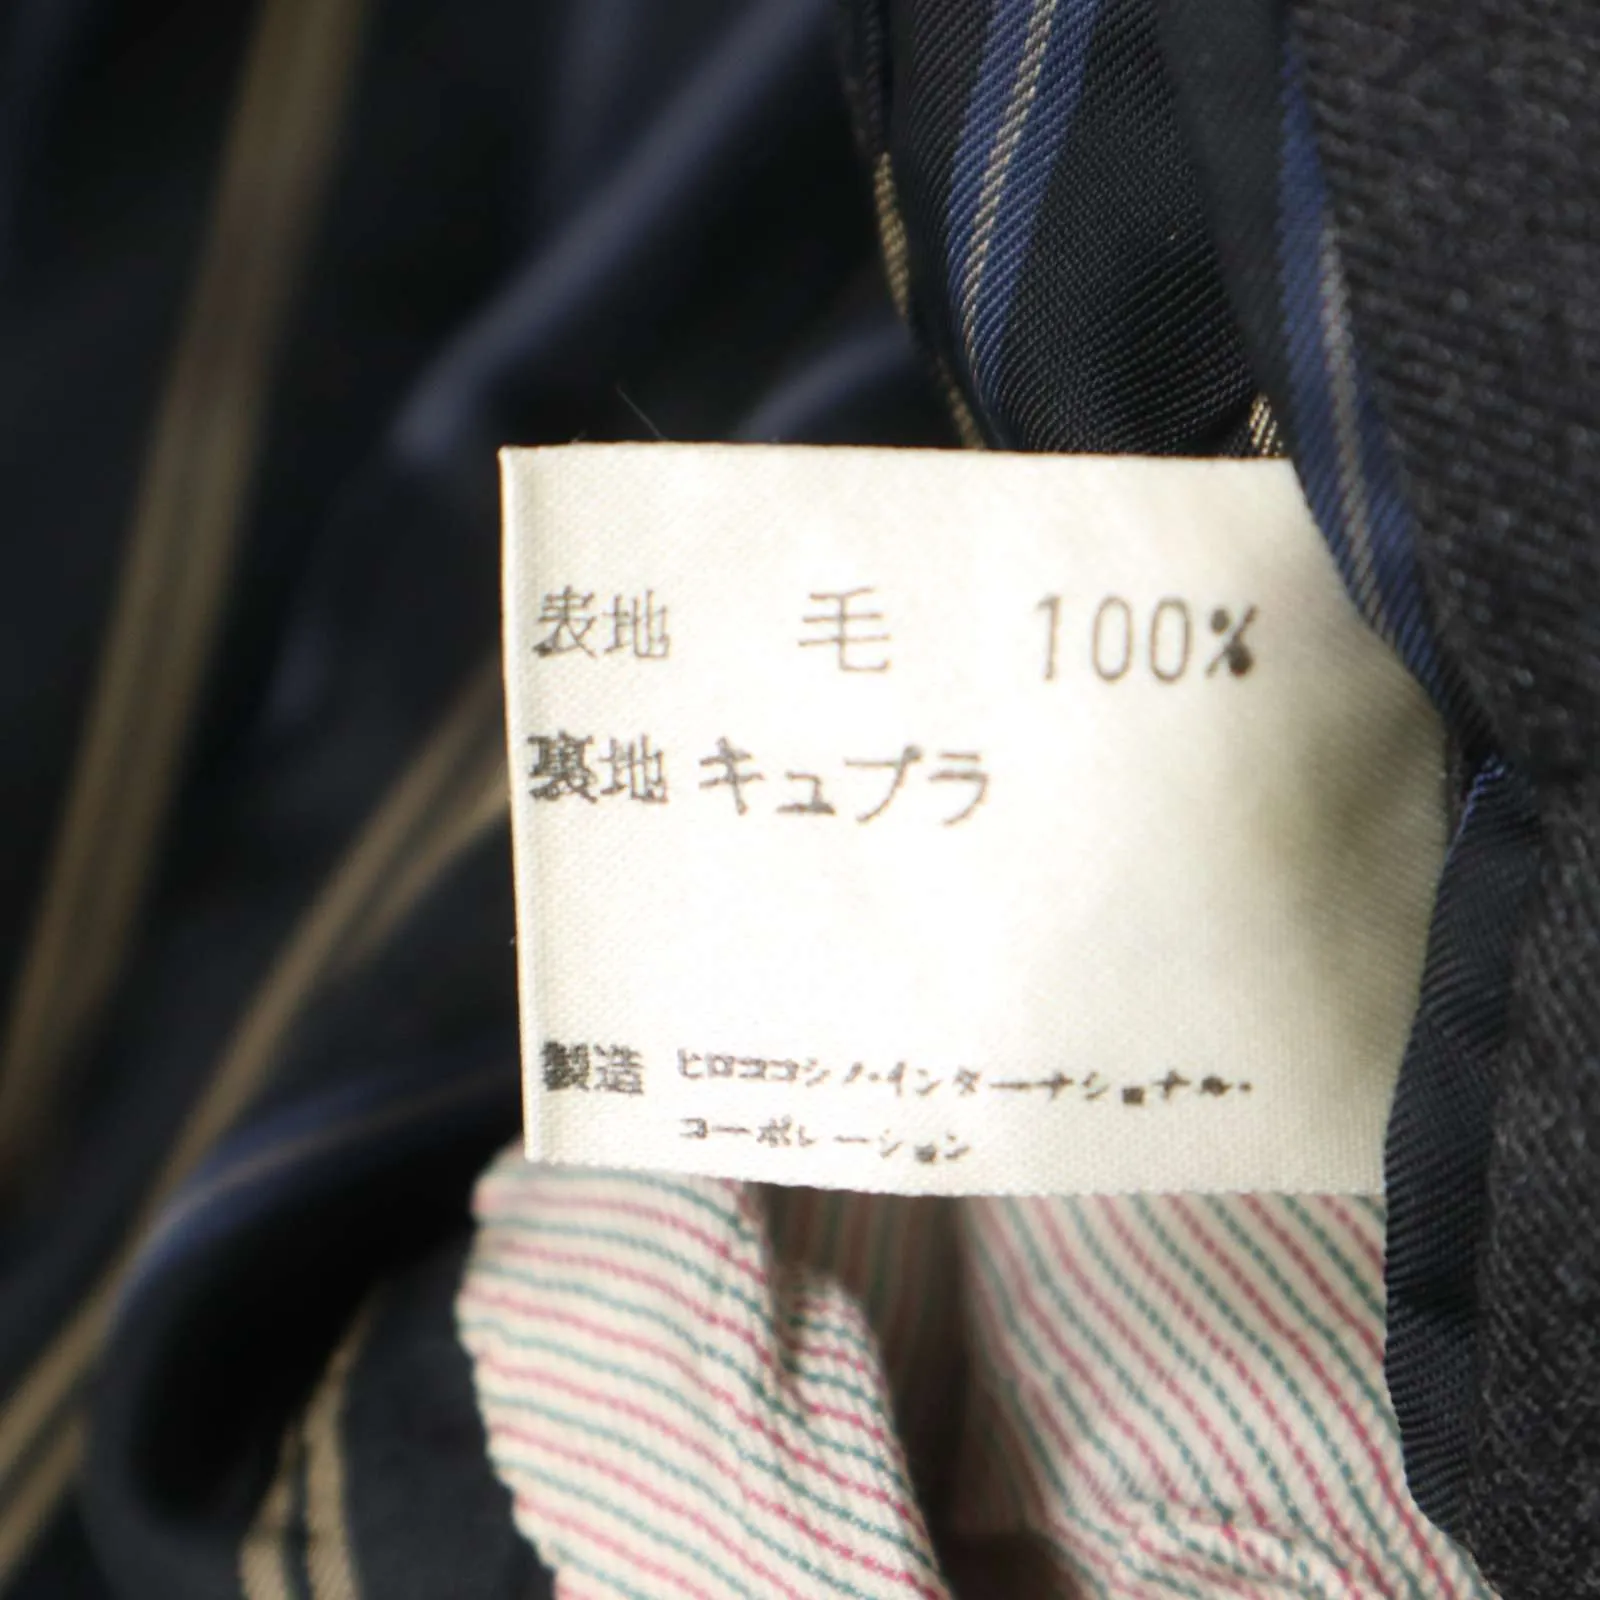 表地 毛 100%
裏地 キュプラ
製造 ヒロココシノ・インターナショナル・
コーポレーション